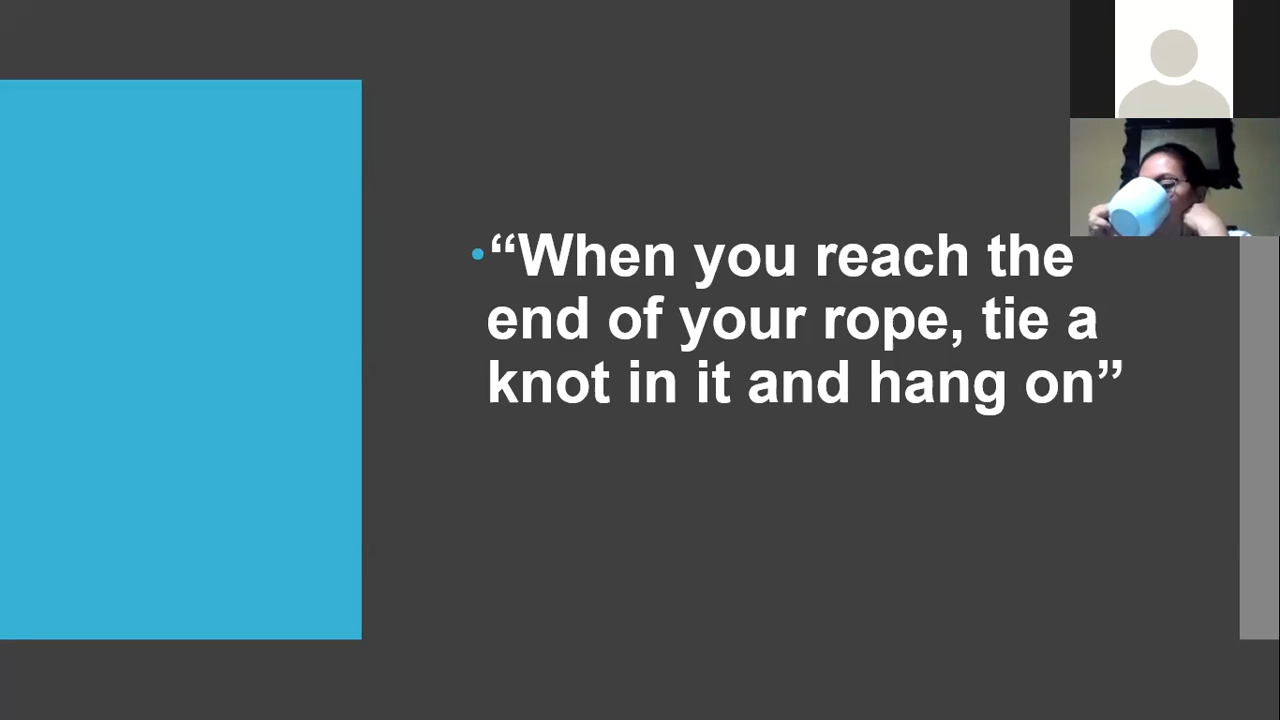 “When you reach the
end of your rope, tie a
knot in it and hang on”